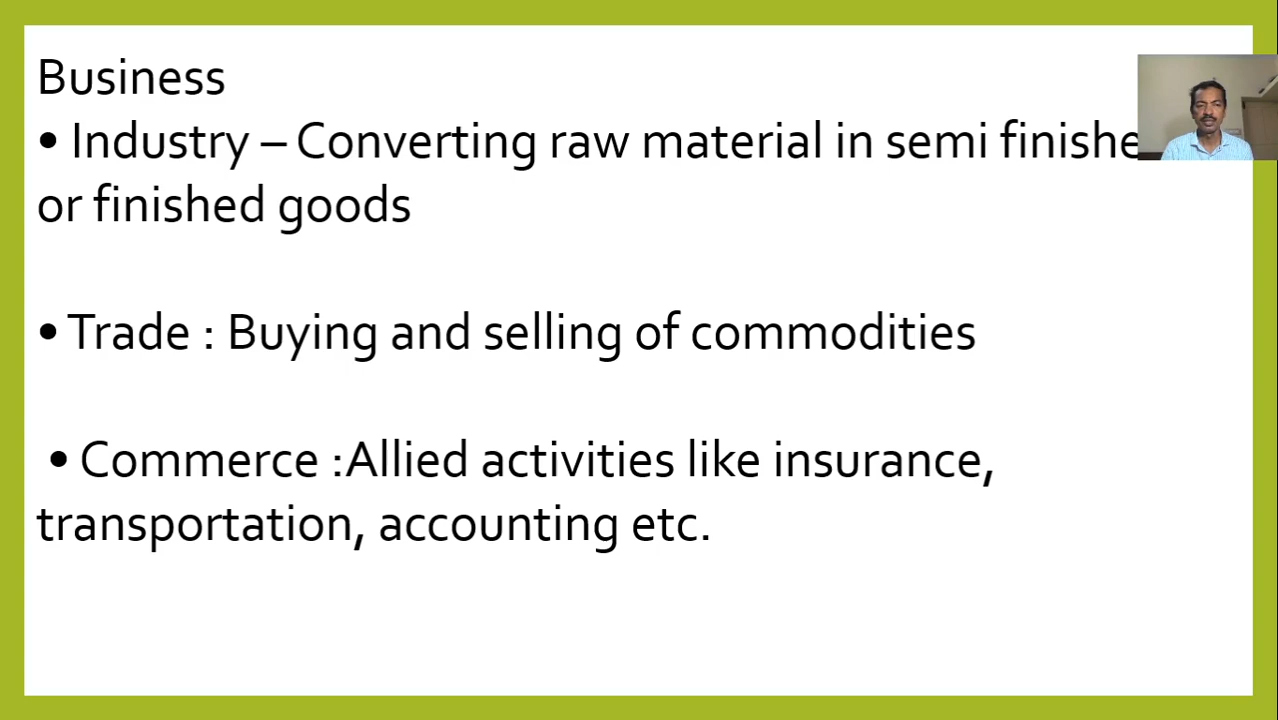 Business
• Industry – Converting raw material in semi
or finished goods
• Trade : Buying and selling of commodities
• Commerce :Allied activities like insurance,
transportation, accounting etc.